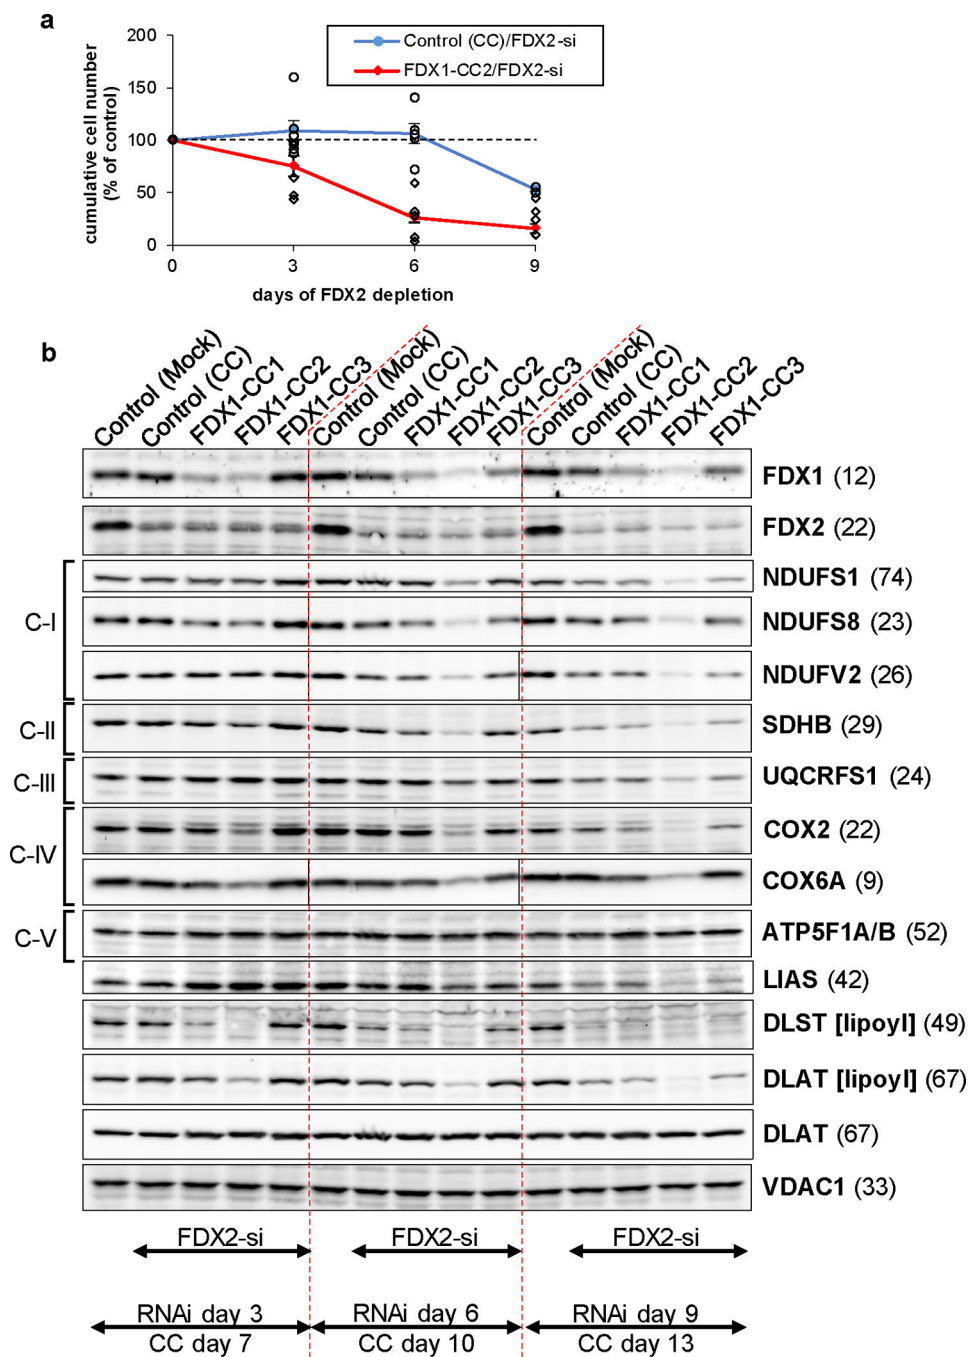 a
200
150
100
50
0
cumulative cell number
(% of control)
Control (CC)/FDX2-si
FDX1-CC2/FDX2-si
0 3 6 9
days of FDX2 depletion
b
Control (Mock)
Control (CC)
FDX1-CC1
FDX1-CC2
FDX1-CC3
Control (Mock)
Control (CC)
FDX1-CC1
FDX1-CC2
FDX1-CC3
Control (Mock)
Control (CC)
FDX1-CC1
FDX1-CC2
FDX1-CC3
FDX1 (12)
FDX2 (22)
C-I
NDUFS1 (74)
NDUFS8 (23)
NDUFV2 (26)
C-II
SDHB (29)
C-III
UQCRFS1 (24)
C-IV
COX2 (22)
COX6A (9)
C-V
ATP5F1A/B (52)
LIAS (42)
DLST [lipoyl] (49)
DLAT [lipoyl] (67)
DLAT (67)
VDAC1 (33)
FDX2-si FDX2-si FDX2-si
RNAi day 3 RNAi day 6 RNAi day 9
CC day 7 CC day 10 CC day 13